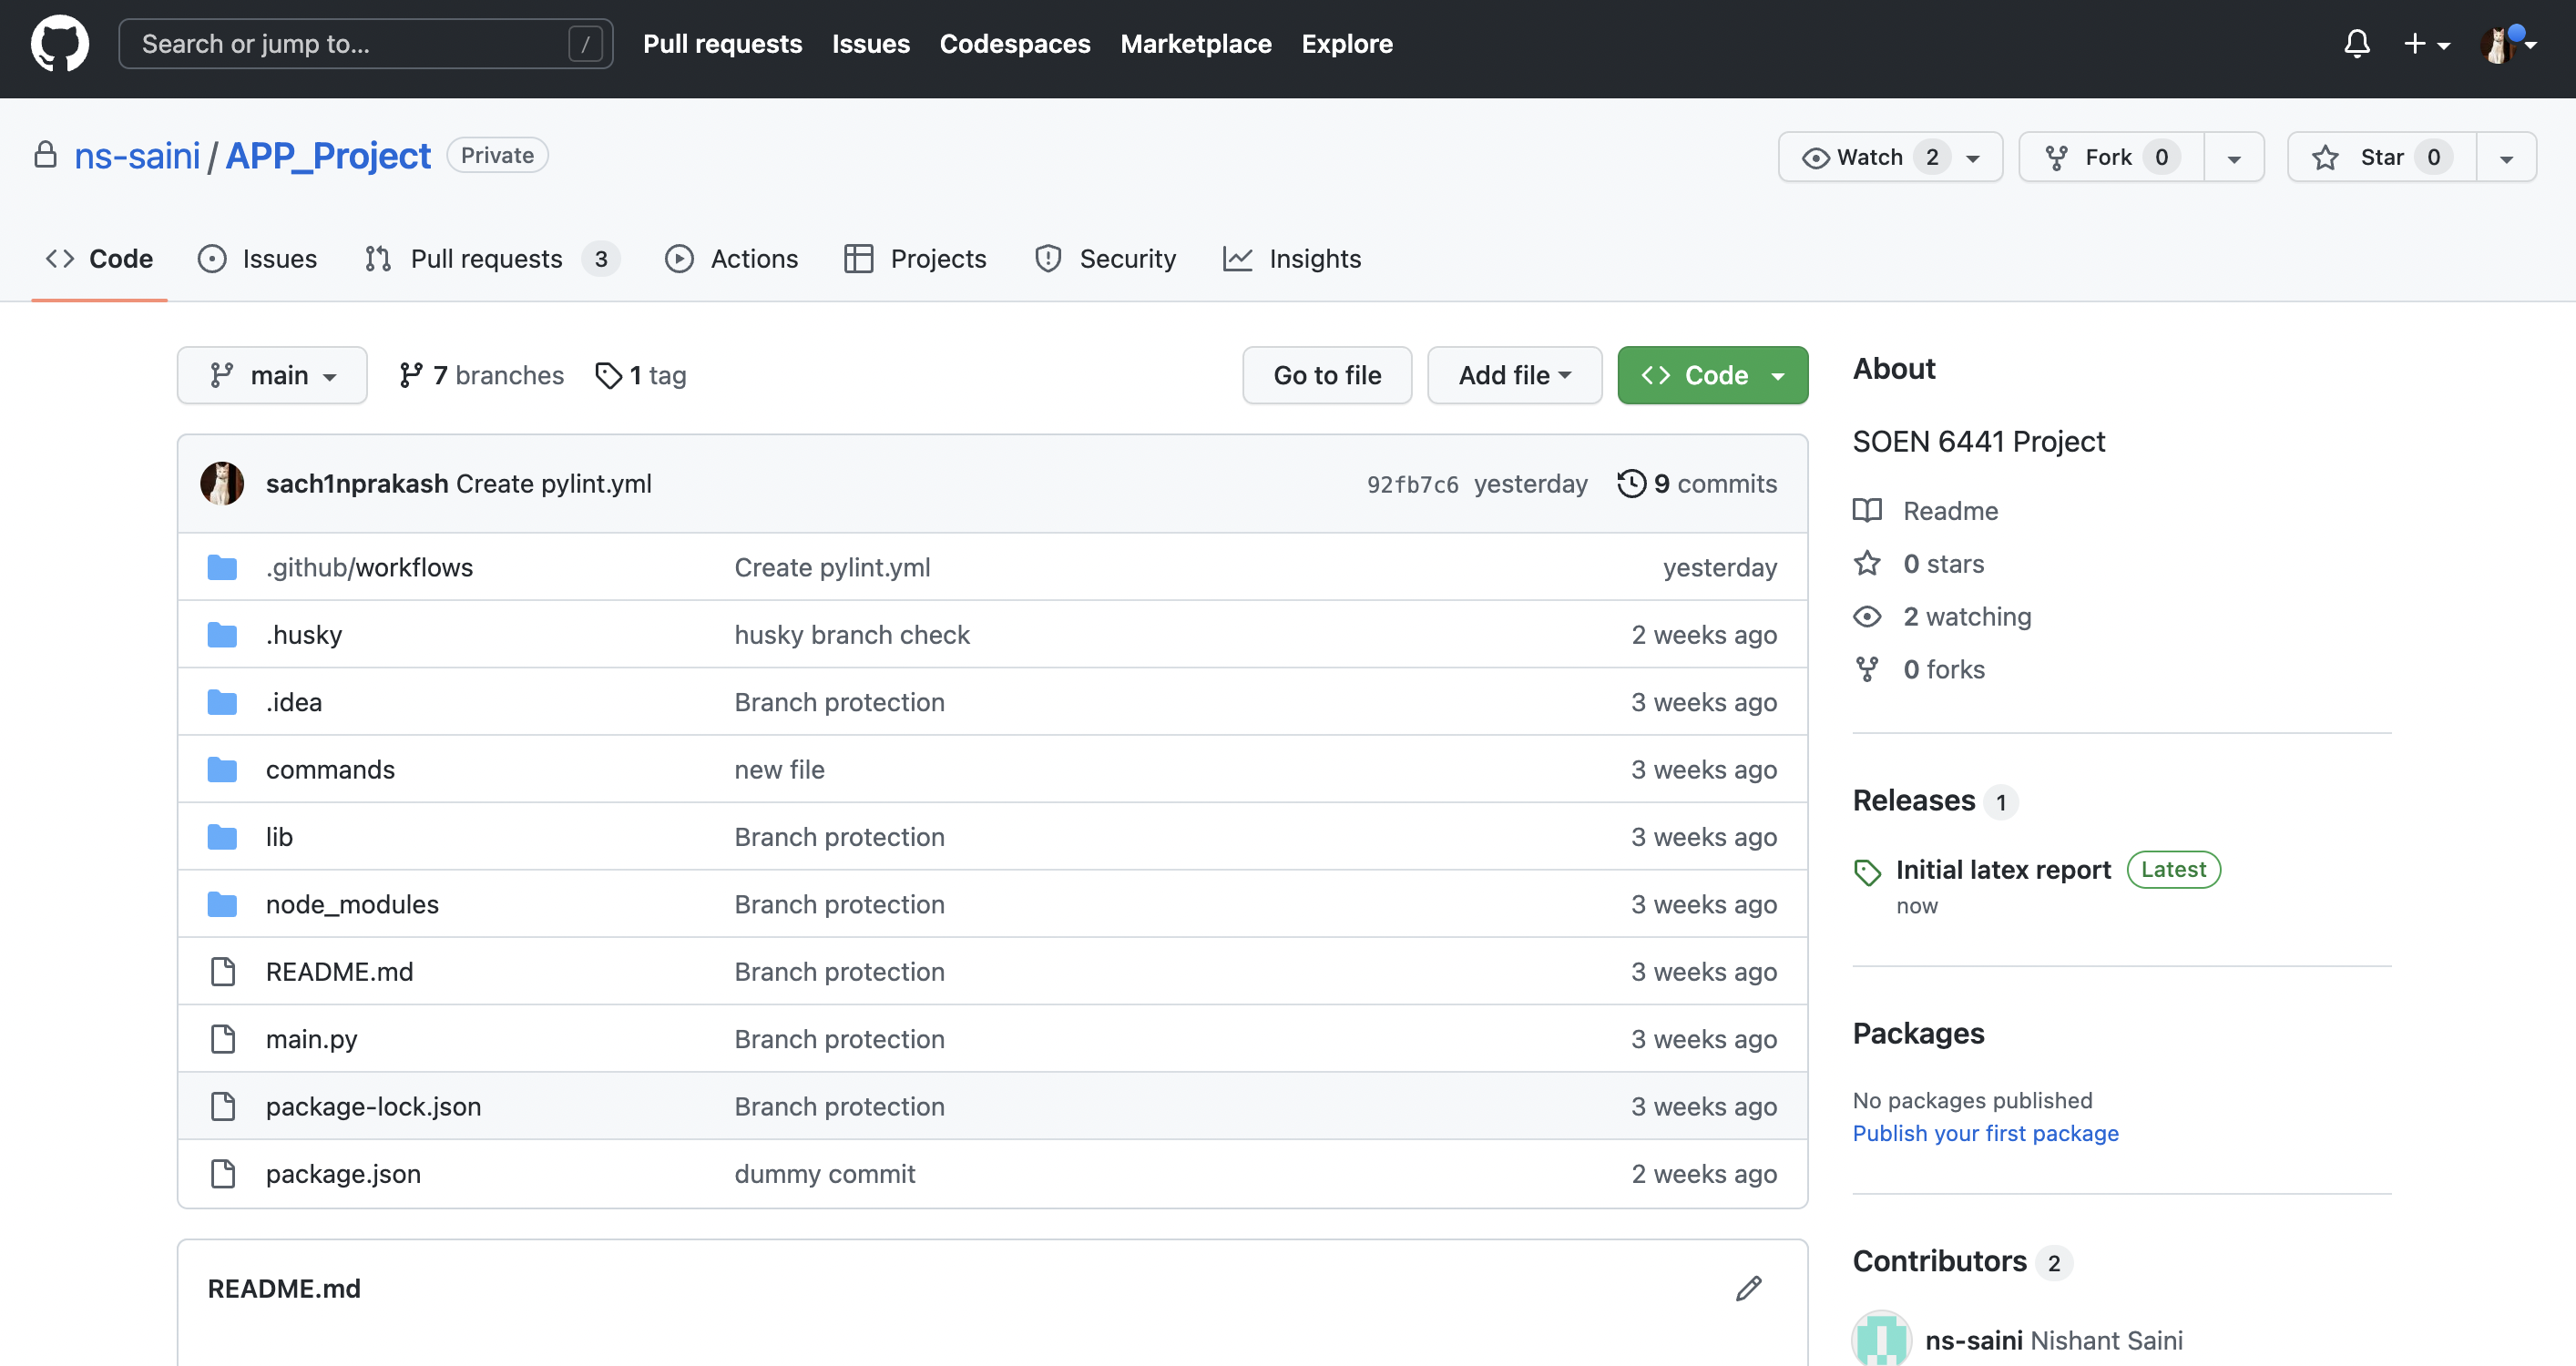 Search or jump to... /
Pull requests Issues Codespaces Marketplace Explore
ns-saini / APP_Project Private
Watch 2 Fork 0 Star 0
Code Issues Pull requests 3 Actions Projects Security Insights
main 7 branches 1 tag
Go to file Add file Code
sach1nprakash Create pylint.yml 92fb7c6 yesterday 9 commits
.github/workflows Create pylint.yml yesterday
.husky husky branch check 2 weeks ago
.idea Branch protection 3 weeks ago
commands new file 3 weeks ago
lib Branch protection 3 weeks ago
node_modules Branch protection 3 weeks ago
README.md Branch protection 3 weeks ago
main.py Branch protection 3 weeks ago
package-lock.json Branch protection 3 weeks ago
package.json dummy commit 2 weeks ago
README.md
About
SOEN 6441 Project
Readme
0 stars
2 watching
0 forks
Releases 1
Initial latex report Latest
now
Packages
No packages published
Publish your first package
Contributors 2
ns-saini Nishant Saini